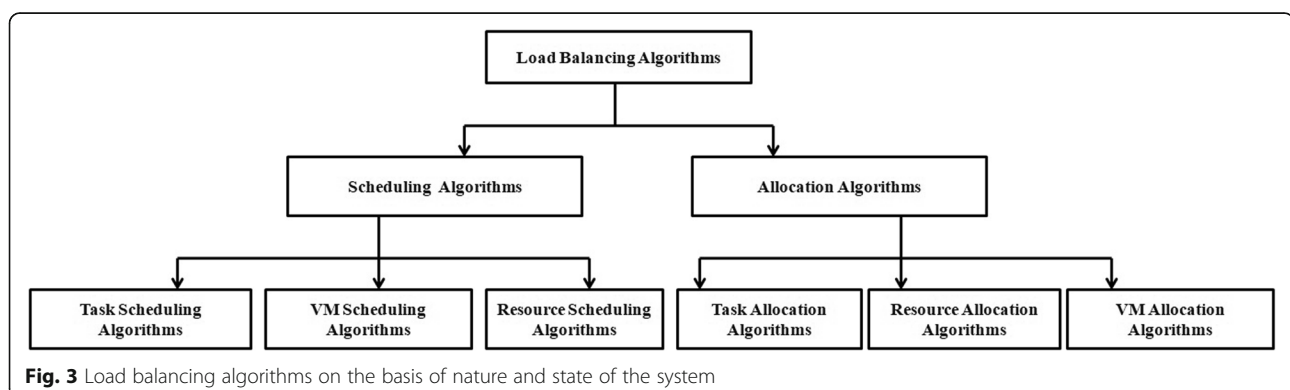 Load Balancing Algorithms
Scheduling Algorithms
Allocation Algorithms
Task Scheduling
Algorithms
VM Scheduling
Algorithms
Resource Scheduling
Algorithms
Task Allocation
Algorithms
Resource Allocation
Algorithms
VM Allocation
Algorithms
Fig. 3 Load balancing algorithms on the basis of nature and state of the system